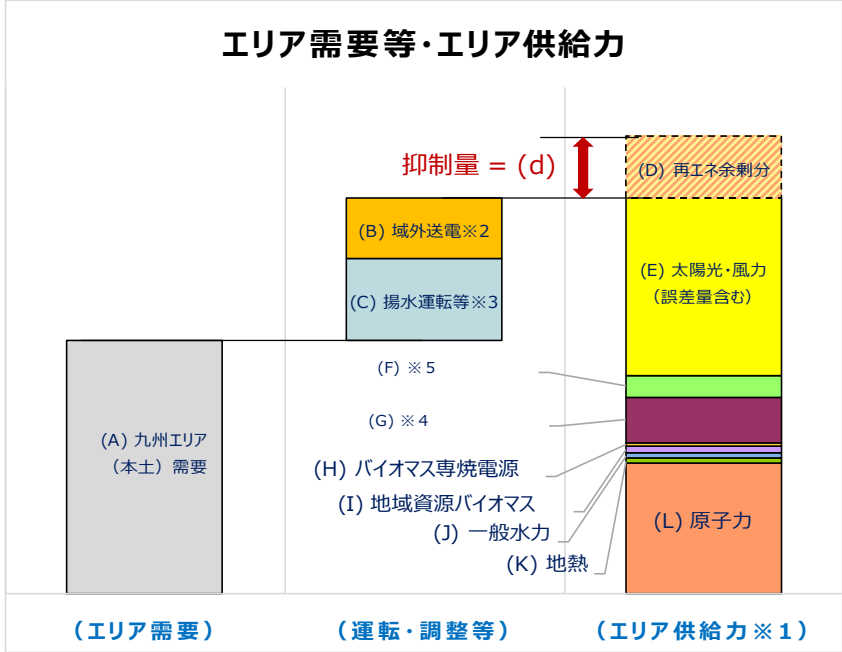 エリア需要等・エリア供給力
抑制量 = (d)
(D) 再エネ余剰分
(B) 域外送電※2
(C) 揚水運転等※3
(E) 太陽光・風力
（誤差量含む）
(F) ※5
(G) ※4
(A) 九州エリア
（本土）需要
(H) バイオマス専焼電源
(I) 地域資源バイオマス
(J) 一般水力
(K) 地熱
(L) 原子力
（エリア需要）
（運転・調整等）
（エリア供給力※1）